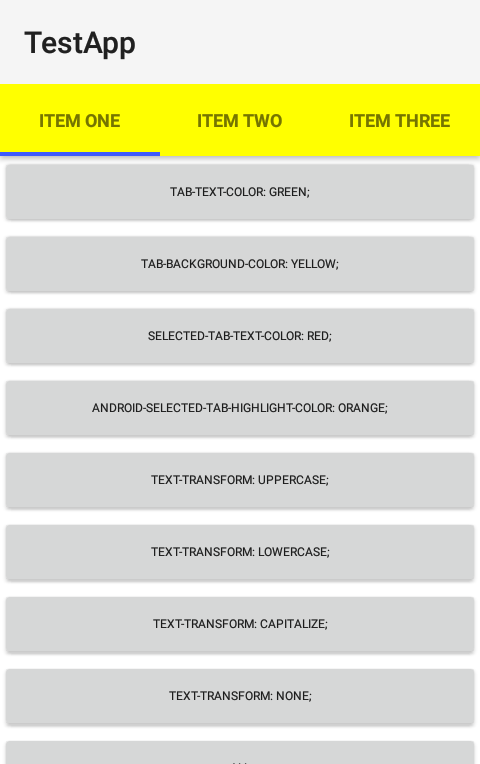 TestApp
ITEM ONE
ITEM TWO
ITEM THREE
TAB-TEXT-COLOR: GREEN;
TAB-BACKGROUND-COLOR: YELLOW;
SELECTED-TAB-TEXT-COLOR: RED;
ANDROID-SELECTED-TAB-HIGHLIGHT-COLOR: ORANGE;
TEXT-TRANSFORM: UPPERCASE;
TEXT-TRANSFORM: LOWERCASE;
TEXT-TRANSFORM: CAPITALIZE;
TEXT-TRANSFORM: NONE;